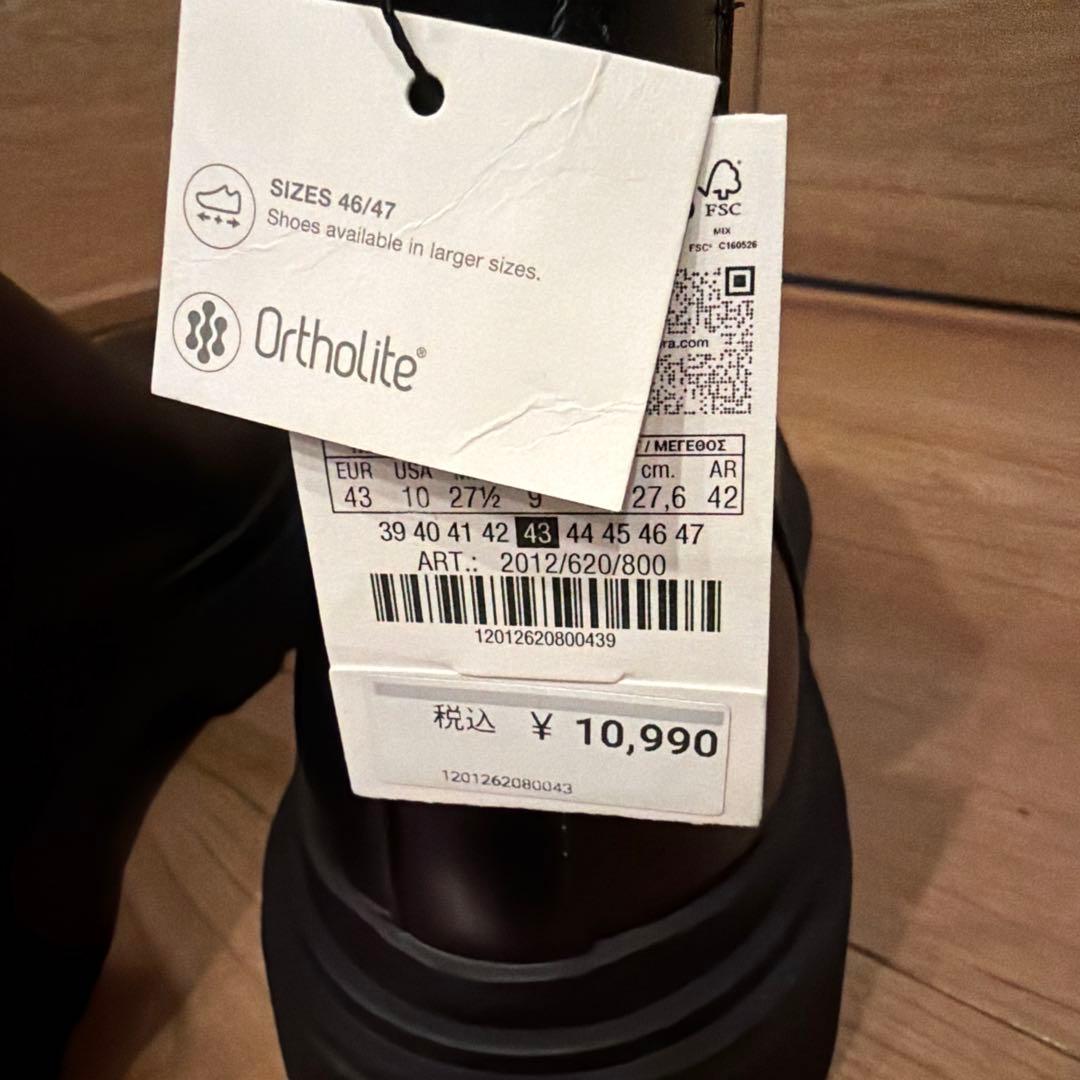 SIZES 46/47
Shoes available in larger sizes.
Ortholite®
FSC
MIX
FSC® C160526
ra.com
/ ΜΕΓΕΘΟΣ
EUR USA cm. AR
43 10 27½ 9 27,6 42
39 40 41 42 43 44 45 46 47
ART.: 2012/620/800
12012620800439
税込 ¥ 10,990
1201262080043